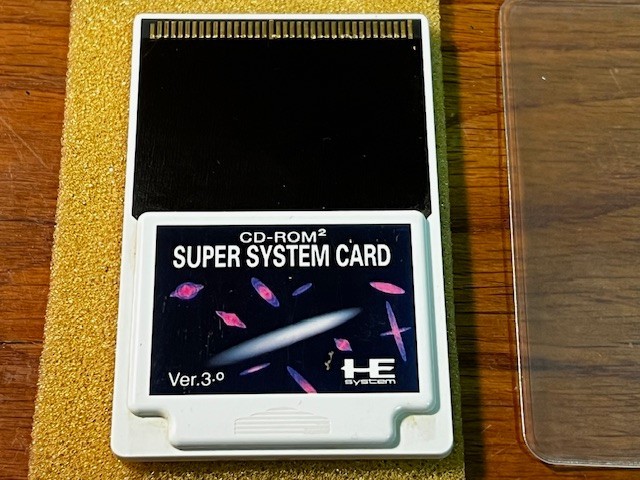 CD-ROM²
SUPER SYSTEM CARD
Ver.3.0
HE
system